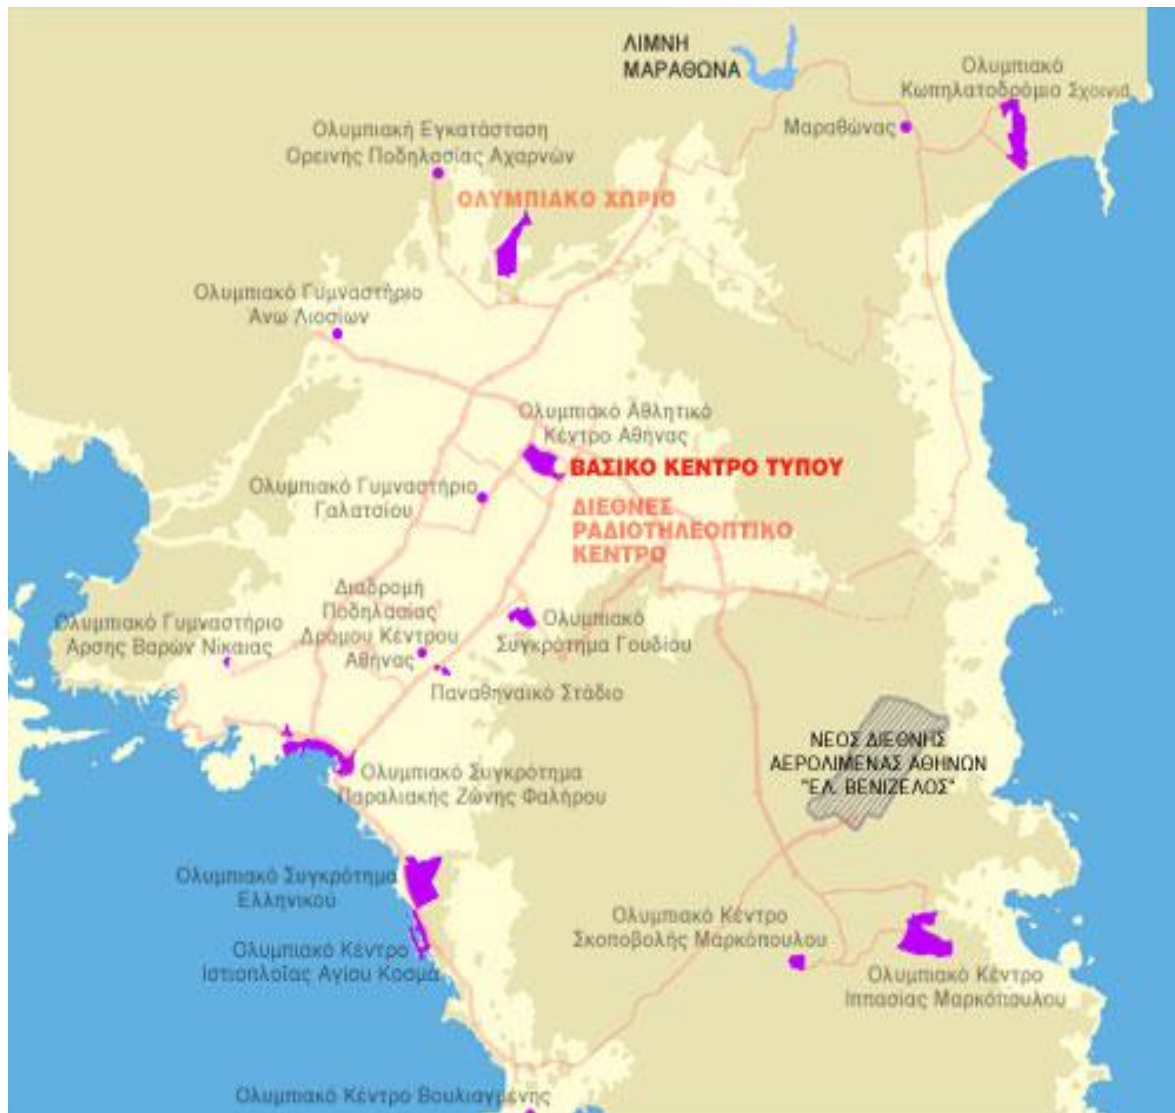 ΛΙΜΝΗ
ΜΑΡΑΘΩΝΑ
Ολυμπιακό
Κωπηλατοδρόμιο Σχοινιά
Μαραθώνας
Ολυμπιακή Εγκατάσταση
Ορεινής Ποδηλασίας Αχαρνών
ΟΛΥΜΠΙΑΚΟ ΧΩΡΙΟ
Ολυμπιακό Γυμναστήριο
Άνω Λιοσίων
Ολυμπιακό Αθλητικό
Κέντρο Αθήνας
ΒΑΣΙΚΟ ΚΕΝΤΡΟ ΤΥΠΟΥ
Ολυμπιακό Γυμναστήριο
Γαλατσίου
ΔΙΕΘΝΕΣ
ΡΑΔΙΟΤΗΛΕΟΠΤΙΚΟ
ΚΕΝΤΡΟ
Διαδρομή
Ποδηλασίας
Δρόμου Κέντρου
Αθήνας
Ολυμπιακό Γυμναστήριο
Άρσης Βαρών Νίκαιας
Ολυμπιακό
Συγκρότημα Γουδίου
Παναθηναικό Στάδιο
ΝΕΟΣ ΔΙΕΘΝΗΣ
ΑΕΡΟΛΙΜΕΝΑΣ ΑΘΗΝΩΝ
"ΕΛ. ΒΕΝΙΖΕΛΟΣ"
Ολυμπιακό Συγκρότημα
Παραλιακής Ζώνης Φαλήρου
Ολυμπιακό Συγκρότημα
Ελληνικού
Ολυμπιακό Κέντρο
Ιστιοπλοΐας Αγίου Κοσμά
Ολυμπιακό Κέντρο
Σκοποβολής Μαρκόπουλου
Ολυμπιακό Κέντρο
Ιππασίας Μαρκόπουλου
Ολυμπιακό Κέντρο Βουλιαγμένης